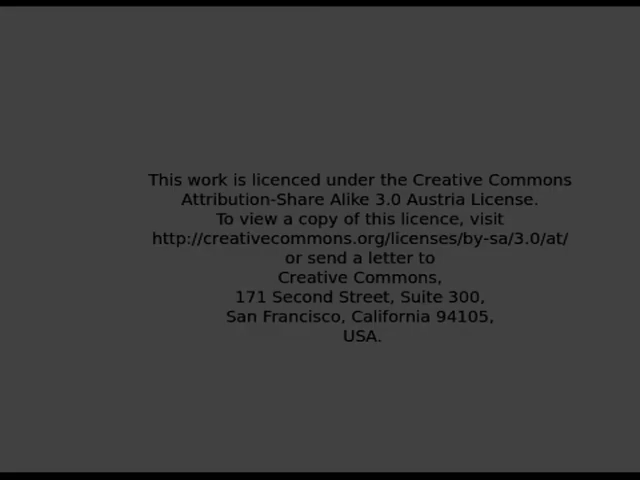 This work is licenced under the Creative Commons
Attribution-Share Alike 3.0 Austria License.
To view a copy of this licence, visit
http://creativecommons.org/licenses/by-sa/3.0/at/
or send a letter to
Creative Commons,
171 Second Street, Suite 300,
San Francisco, California 94105,
USA.